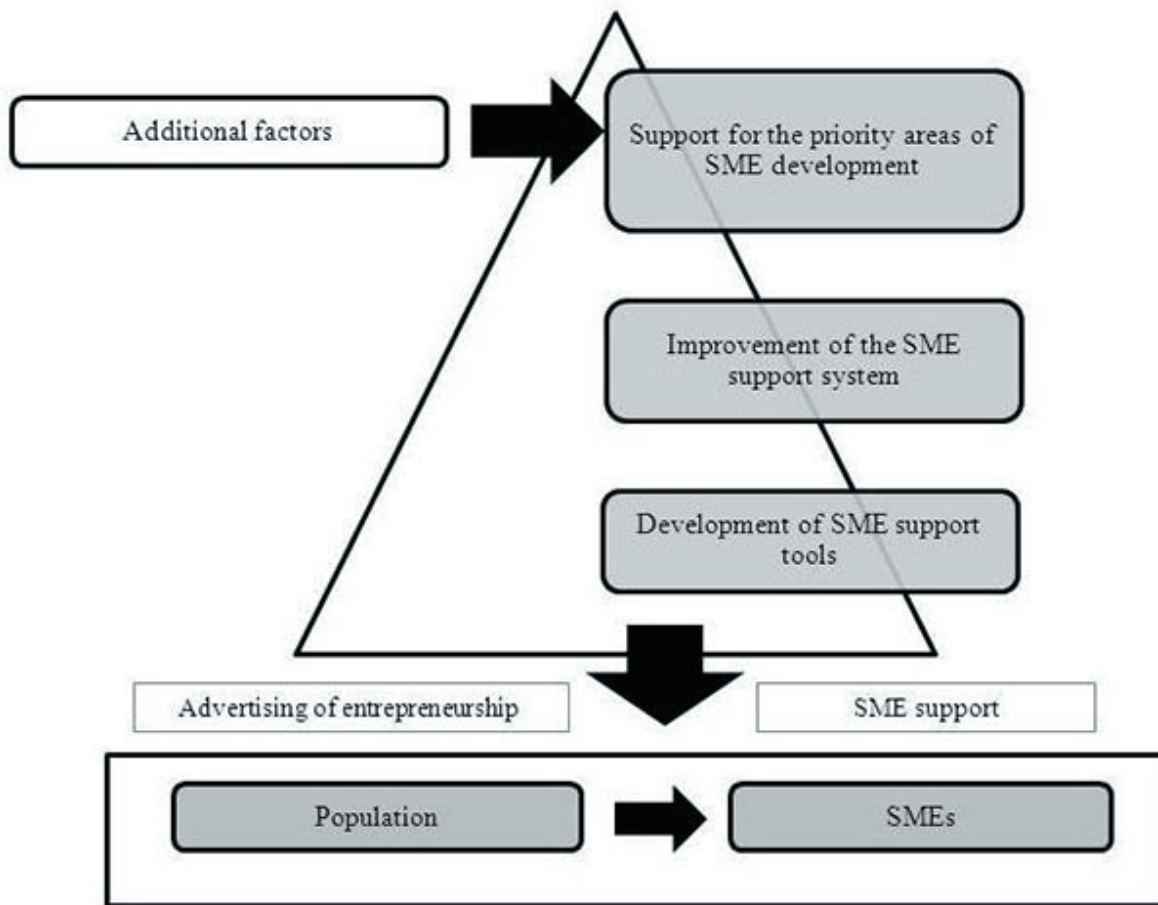 Additional factors
Support for the priority areas of
SME development
Improvement of the SME
support system
Development of SME support
tools
Advertising of entrepreneurship
SME support
Population
SMEs